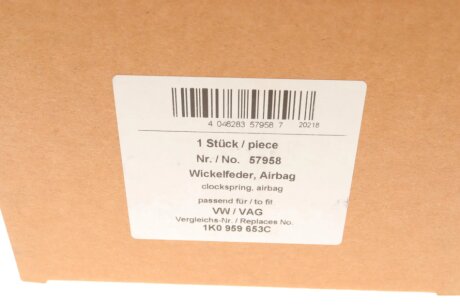 4 046283 57958 7 20218
1 Stück / piece
Nr. / No. 57958
Wickelfeder, Airbag
clockspring, airbag
passend für / to fit
VW / VAG
Vergleichs-Nr. / Replaces No.
1K0 959 653C